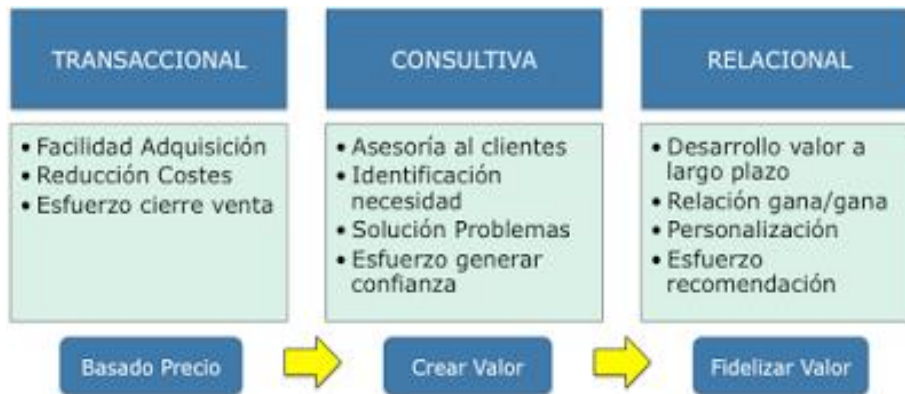 TRANSACCIONAL
• Facilidad Adquisición
• Reducción Costes
• Esfuerzo cierre venta
Basado Precio
CONSULTIVA
• Asesoría al clientes
• Identificación
necesidad
• Solución Problemas
• Esfuerzo generar
confianza
Crear Valor
RELACIONAL
• Desarrollo valor a
largo plazo
• Relación gana/gana
• Personalización
• Esfuerzo
recomendación
Fidelizar Valor